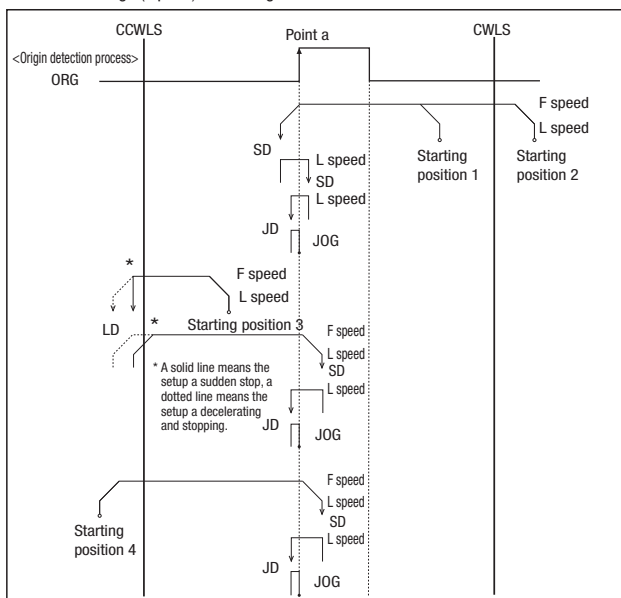 CCWLS
Point a
CWLS
<Origin detection process>
ORG
F speed
L speed
SD
L speed
SD
L speed
Starting position 1
Starting position 2
JD
JOG
*
F speed
L speed
LD
*
Starting position 3
F speed
L speed
SD
L speed
* A solid line means the
setup a sudden stop, a
dotted line means the
setup a decelerating
and stopping.
JD
JOG
F speed
L speed
SD
L speed
Starting
position 4
JD
JOG